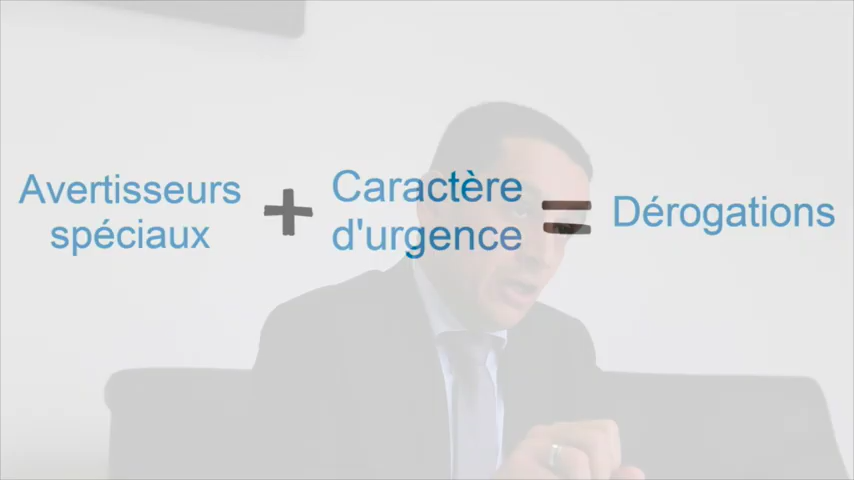 Avertisseurs
spéciaux
+
Caractère
d'urgence
=
Dérogations